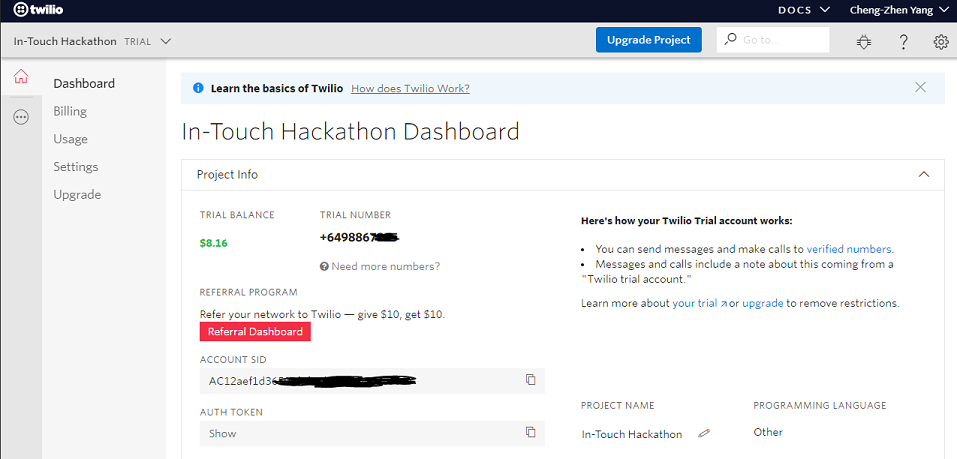 twilio
DOCS Cheng-Zhen Yang
In-Touch Hackathon TRIAL
Upgrade Project
Go to...
?
Dashboard
Billing
Usage
Settings
Upgrade
Learn the basics of Twilio How does Twilio Work?
In-Touch Hackathon Dashboard
Project Info
TRIAL BALANCE
$8.16
TRIAL NUMBER
+6498867
Need more numbers?
REFERRAL PROGRAM
Refer your network to Twilio — give $10, get $10.
Referral Dashboard
ACCOUNT SID
AC12aef1d36
AUTH TOKEN
Show
Here's how your Twilio Trial account works:
• You can send messages and make calls to verified numbers.
• Messages and calls include a note about this coming from a
"Twilio trial account."
Learn more about your trial ↗ or upgrade to remove restrictions.
PROJECT NAME
In-Touch Hackathon
PROGRAMMING LANGUAGE
Other